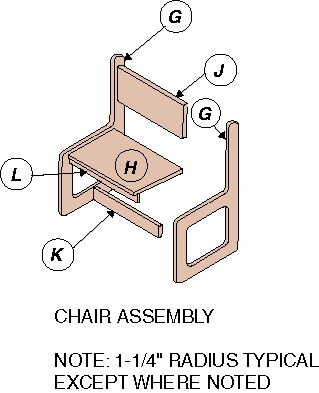 G
J
G
H
L
K
CHAIR ASSEMBLY
NOTE: 1-1/4" RADIUS TYPICAL
EXCEPT WHERE NOTED